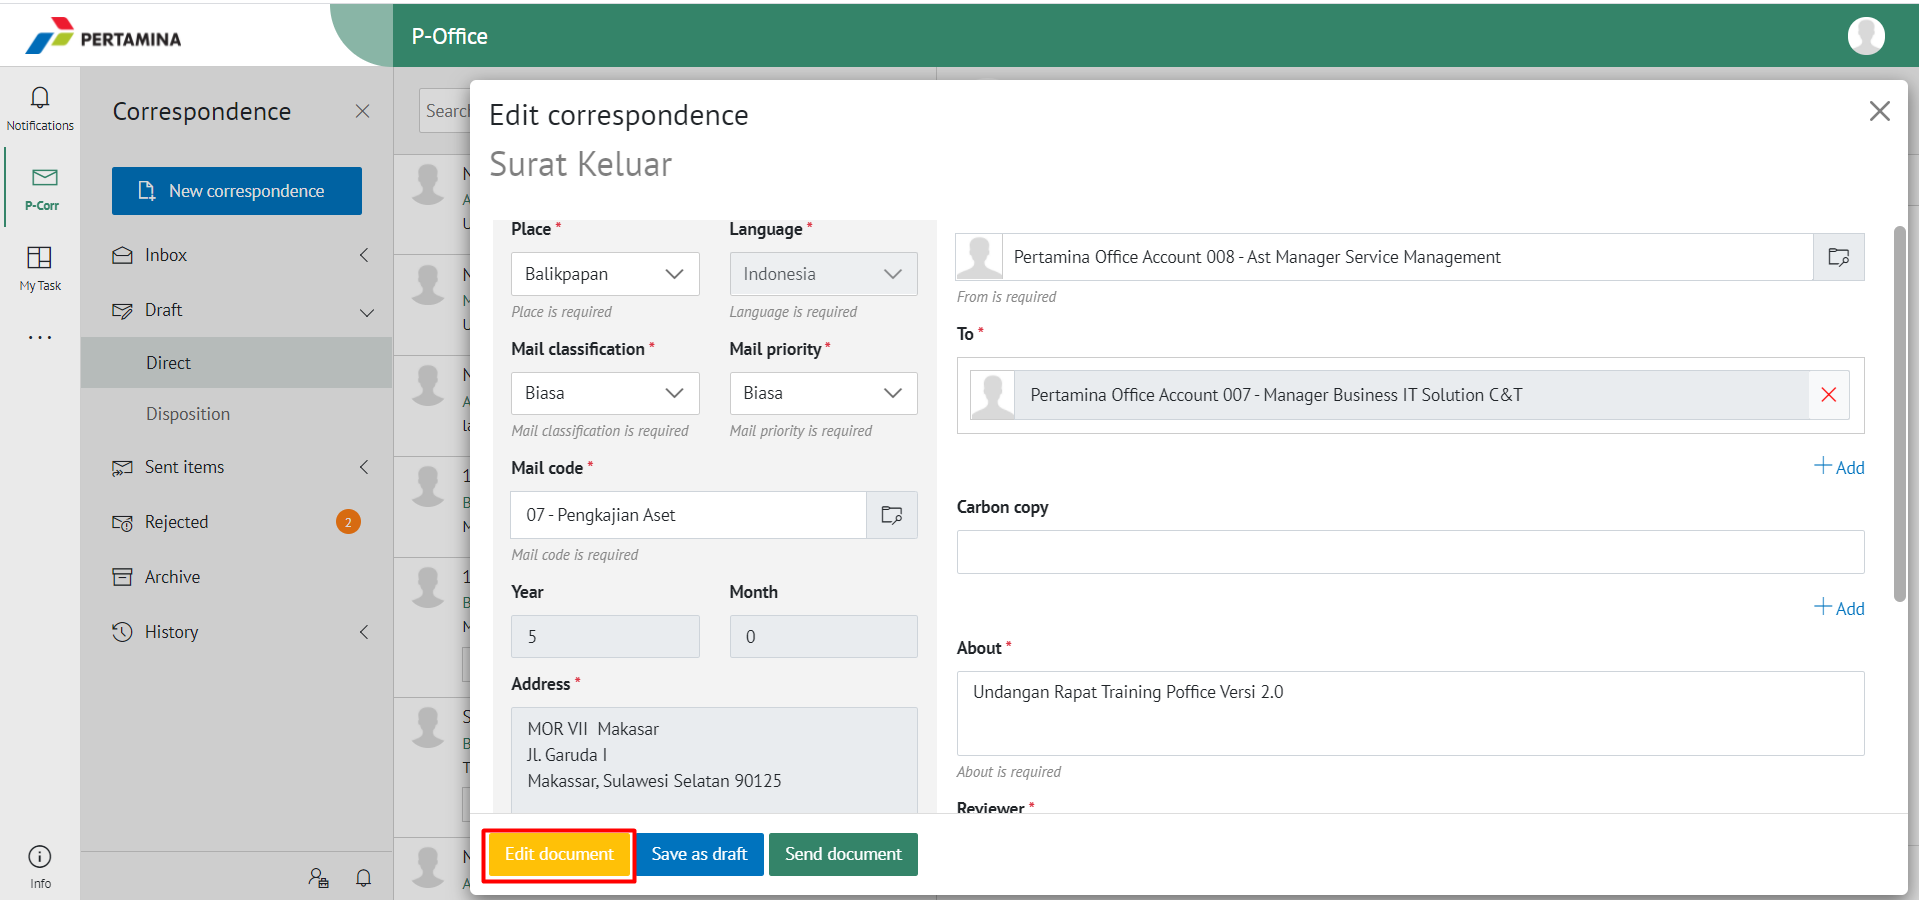 PERTAMINA
P-Office
Notifications
P-Corr
My Task
Info
Correspondence
New correspondence
Inbox
Draft
Direct
Disposition
Sent items
Rejected
2
Archive
History
Edit correspondence
Surat Keluar
Place *
Language *
Balikpapan
Indonesia
Place is required
Language is required
Mail classification *
Mail priority *
Biasa
Biasa
Mail classification is required
Mail priority is required
Mail code *
07 - Pengkajian Aset
Mail code is required
Year
Month
5
0
Address *
MOR VII Makasar
Jl. Garuda I
Makassar, Sulawesi Selatan 90125
Pertamina Office Account 008 - Ast Manager Service Management
From is required
To *
Pertamina Office Account 007 - Manager Business IT Solution C&T
Add
Carbon copy
Add
About *
Undangan Rapat Training Poffice Versi 2.0
About is required
Reviewer *
Edit document
Save as draft
Send document